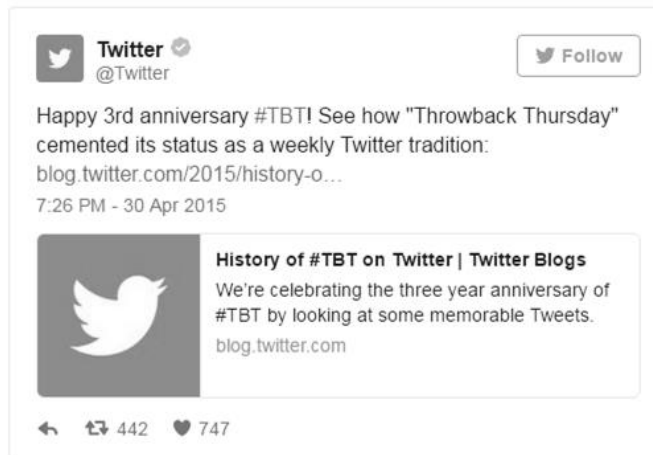 Twitter
@Twitter
Follow
Happy 3rd anniversary #TBT! See how "Throwback Thursday"
cemented its status as a weekly Twitter tradition:
blog.twitter.com/2015/history-o…
7:26 PM - 30 Apr 2015
History of #TBT on Twitter | Twitter Blogs
We're celebrating the three year anniversary of
#TBT by looking at some memorable Tweets.
blog.twitter.com
442 747